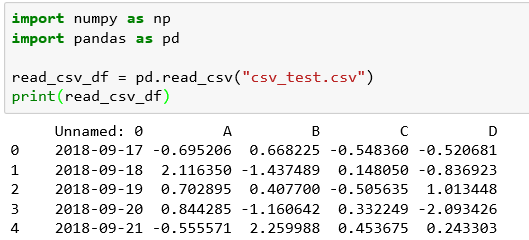 import numpy as np
import pandas as pd
read_csv_df = pd.read_csv("csv_test.csv")
print(read_csv_df)
Unnamed: 0 A B C D
0 2018-09-17 -0.695206 0.668225 -0.548360 -0.520681
1 2018-09-18 2.116350 -1.437489 0.148050 -0.836923
2 2018-09-19 0.702895 0.407700 -0.505635 1.013448
3 2018-09-20 0.844285 -1.160642 0.332249 -2.093426
4 2018-09-21 -0.555571 2.259988 0.453675 0.243303